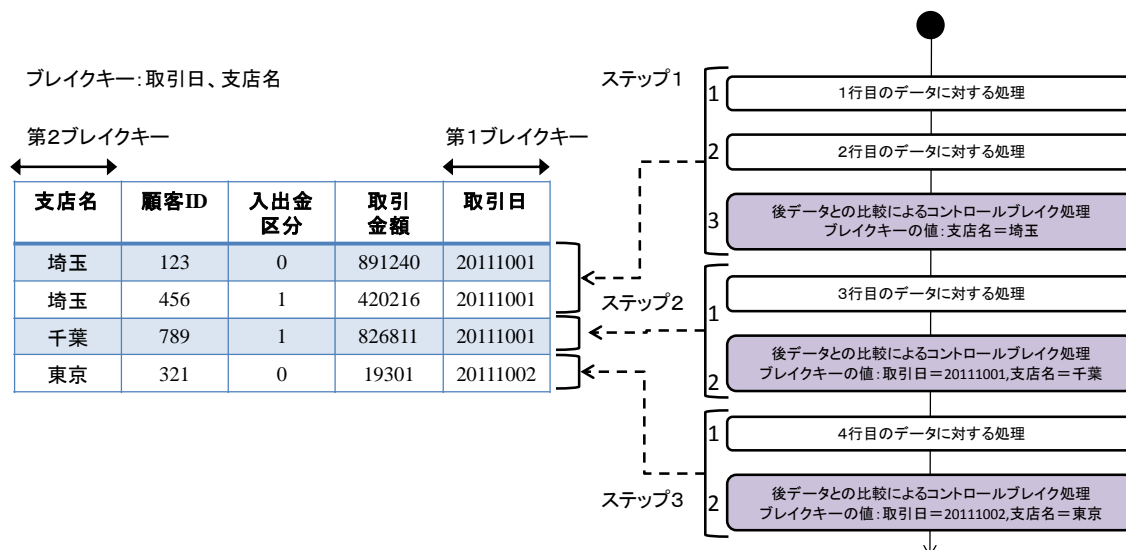 ブレイクキー:取引日、支店名
第2ブレイクキー
第1ブレイクキー
支店名 顧客ID 入出金 取引 取引日
区分 金額
埼玉 123 0 891240 20111001
埼玉 456 1 420216 20111001
千葉 789 1 826811 20111001
東京 321 0 19301 20111002
ステップ1
1 1行目のデータに対する処理
2 2行目のデータに対する処理
3 後データとの比較によるコントロールブレイク処理
ブレイクキーの値:支店名=埼玉
ステップ2
1 3行目のデータに対する処理
2 後データとの比較によるコントロールブレイク処理
ブレイクキーの値:取引日=20111001,支店名=千葉
ステップ3
1 4行目のデータに対する処理
2 後データとの比較によるコントロールブレイク処理
ブレイクキーの値:取引日=20111002,支店名=東京